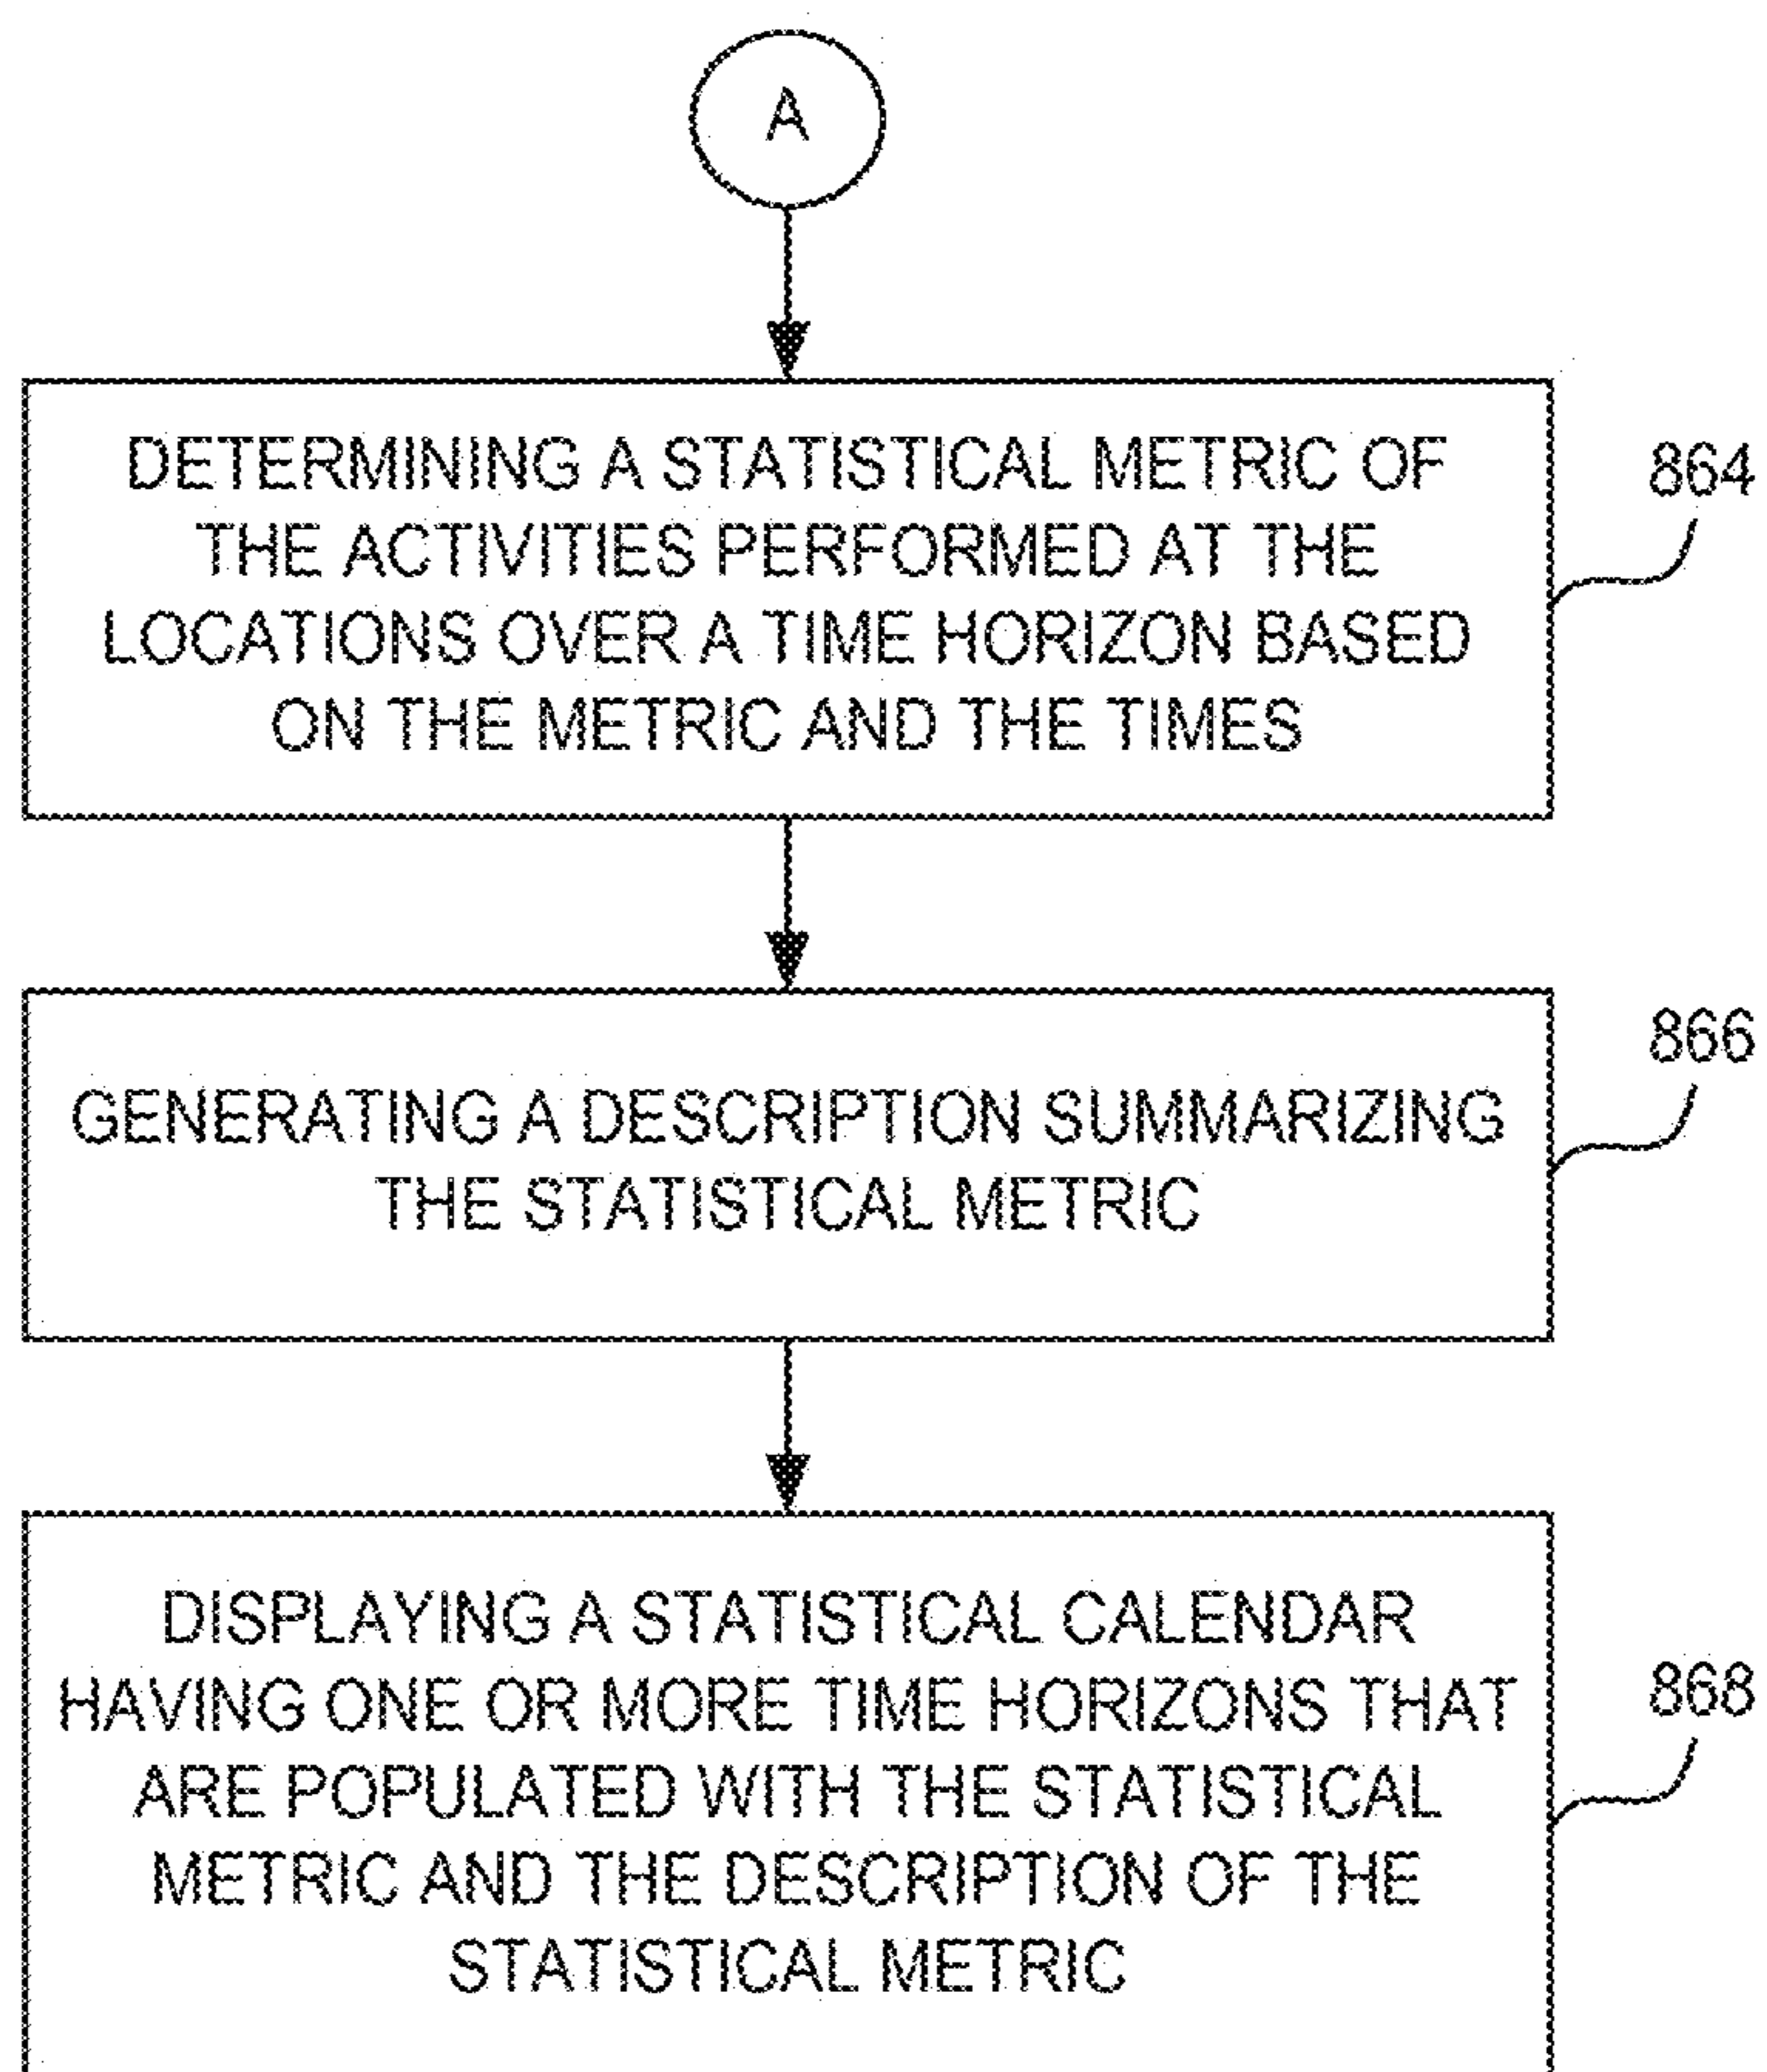 A
DETERMINING A STATISTICAL METRIC OF
THE ACTIVITIES PERFORMED AT THE
LOCATIONS OVER A TIME HORIZON BASED
ON THE METRIC AND THE TIMES
864
GENERATING A DESCRIPTION SUMMARIZING
THE STATISTICAL METRIC
866
DISPLAYING A STATISTICAL CALENDAR
HAVING ONE OR MORE TIME HORIZONS THAT
ARE POPULATED WITH THE STATISTICAL
METRIC AND THE DESCRIPTION OF THE
STATISTICAL METRIC
868